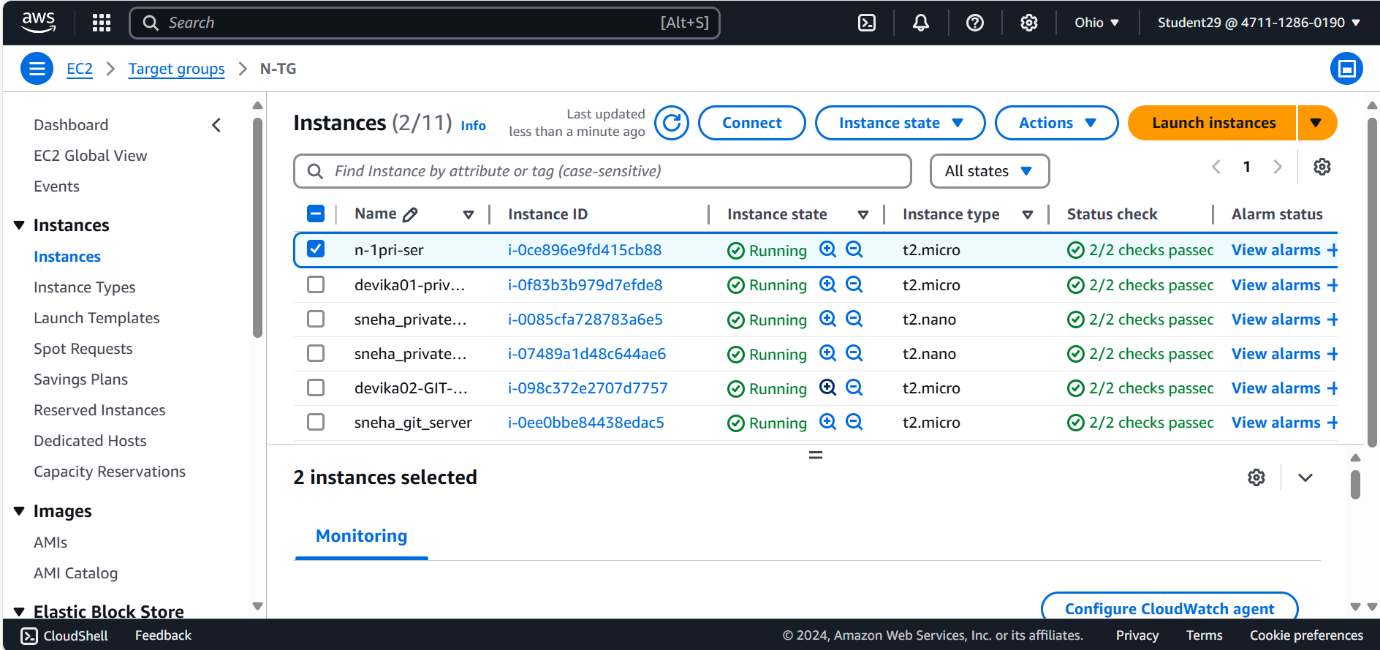 aws Search [Alt+S] Ohio Student29 @ 4711-1286-0190
EC2 Target groups N-TG
Dashboard
EC2 Global View
Events
Instances
Instances
Instance Types
Launch Templates
Spot Requests
Savings Plans
Reserved Instances
Dedicated Hosts
Capacity Reservations
Images
AMIs
AMI Catalog
Elastic Block Store
Instances (2/11) Info
Last updated
less than a minute ago
Connect Instance state Actions Launch instances
Find Instance by attribute or tag (case-sensitive) All states 1
Name Instance ID Instance state Instance type Status check Alarm status
n-1pri-ser i-0ce896e9fd415cb88 Running t2.micro 2/2 checks passec View alarms +
devika01-priv... i-0f83b3b979d7efde8 Running t2.micro 2/2 checks passec View alarms +
sneha_private... i-0085cfa728783a6e5 Running t2.nano 2/2 checks passec View alarms +
sneha_private... i-07489a1d48c644ae6 Running t2.nano 2/2 checks passec View alarms +
devika02-GIT-... i-098c372e2707d7757 Running t2.micro 2/2 checks passec View alarms +
sneha_git_server i-0ee0bbe84438edac5 Running t2.micro 2/2 checks passec View alarms +
2 instances selected
Monitoring
Configure CloudWatch agent
CloudShell Feedback © 2024, Amazon Web Services, Inc. or its affiliates. Privacy Terms Cookie preferences